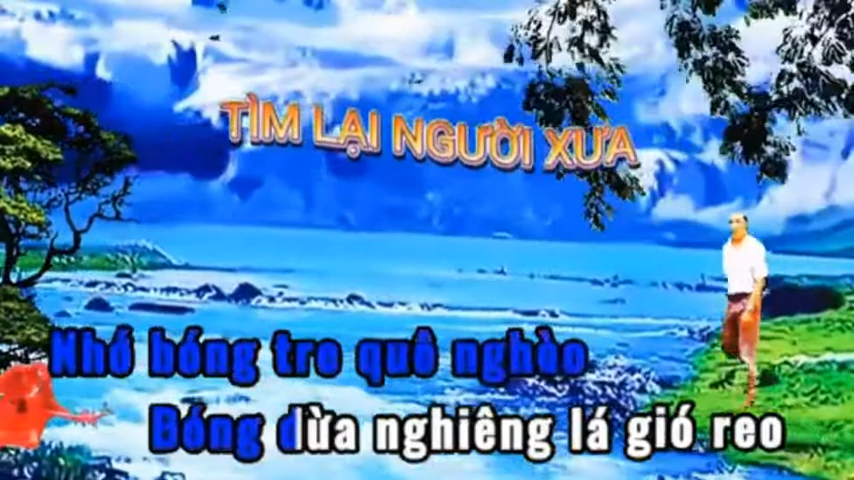 TÌM LẠI NGƯỜI XƯA
Nhớ bóng tre quê nghèo
Bóng dừa nghiêng lá gió reo